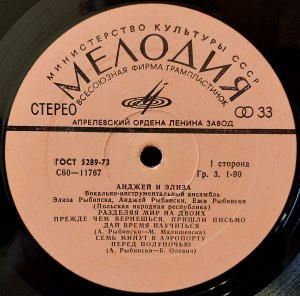 МИНИСТЕРСТВО КУЛЬТУРЫ СССР
МЕЛОДИЯ
ВСЕСОЮЗНАЯ ФИРМА ГРАМПЛАСТИНОК
СТЕРЕО
33
АПРЕЛЕВСКИЙ ОРДЕНА ЛЕНИНА ЗАВОД
ГОСТ 5289-73
1 сторона
С60—11767
Гр. 3. 1-90
АНДЖЕЙ И ЭЛИЗА
Вокально-инструментальный ансамбль
Элиза Рыбинска, Анджей Рыбиньски, Ежи Рыбиньски
(Польская народная республика)
РАЗДЕЛЯЯ МИР НА ДВОИХ
ПРЕЖДЕ ЧЕМ ВЕРНЕШЬСЯ, ПРИШЛИ ПИСЬМО
ДАЙ ВРЕМЯ НАУЧИТЬСЯ
(А. Рыбиньски—М. Малишевска)
СЕМЬ МИНУТ В АЭРОПОРТУ
ПЕРЕД ПОЛУНОЧЬЮ
(А. Рыбиньски—Б. Олевич)